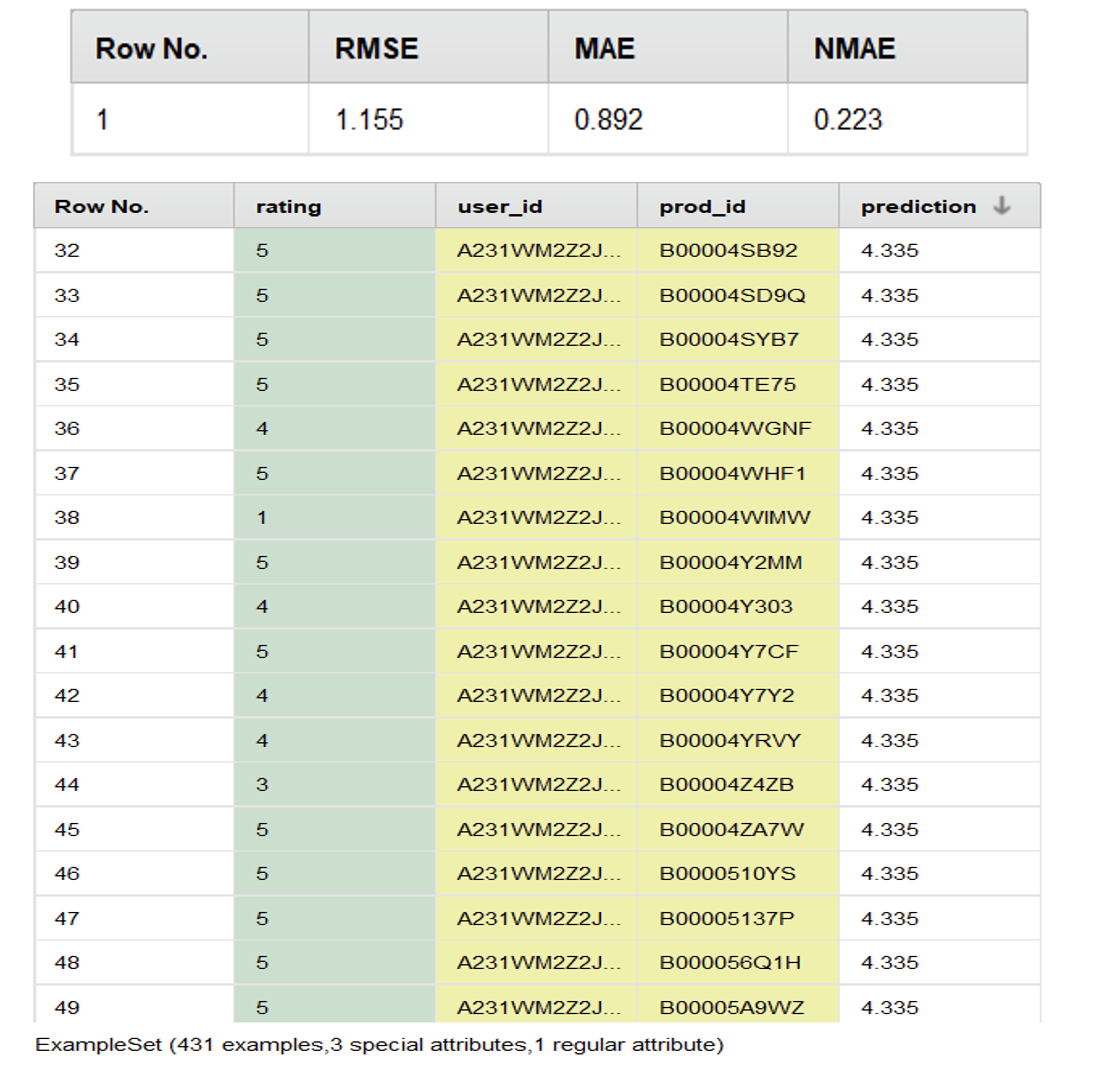 Row No. RMSE MAE NMAE
1 1.155 0.892 0.223
Row No. rating user_id prod_id prediction
32 5 A231WM2Z2J... B00004SB92 4.335
33 5 A231WM2Z2J... B00004SD9Q 4.335
34 5 A231WM2Z2J... B00004SYB7 4.335
35 5 A231WM2Z2J... B00004TE75 4.335
36 4 A231WM2Z2J... B00004WGNF 4.335
37 5 A231WM2Z2J... B00004WHF1 4.335
38 1 A231WM2Z2J... B00004WIMW 4.335
39 5 A231WM2Z2J... B00004Y2MM 4.335
40 4 A231WM2Z2J... B00004Y303 4.335
41 5 A231WM2Z2J... B00004Y7CF 4.335
42 4 A231WM2Z2J... B00004Y7Y2 4.335
43 4 A231WM2Z2J... B00004YRVY 4.335
44 3 A231WM2Z2J... B00004Z4ZB 4.335
45 5 A231WM2Z2J... B00004ZA7W 4.335
46 5 A231WM2Z2J... B0000510YS 4.335
47 5 A231WM2Z2J... B00005137P 4.335
48 5 A231WM2Z2J... B000056Q1H 4.335
49 5 A231WM2Z2J... B00005A9WZ 4.335
ExampleSet (431 examples,3 special attributes,1 regular attribute)